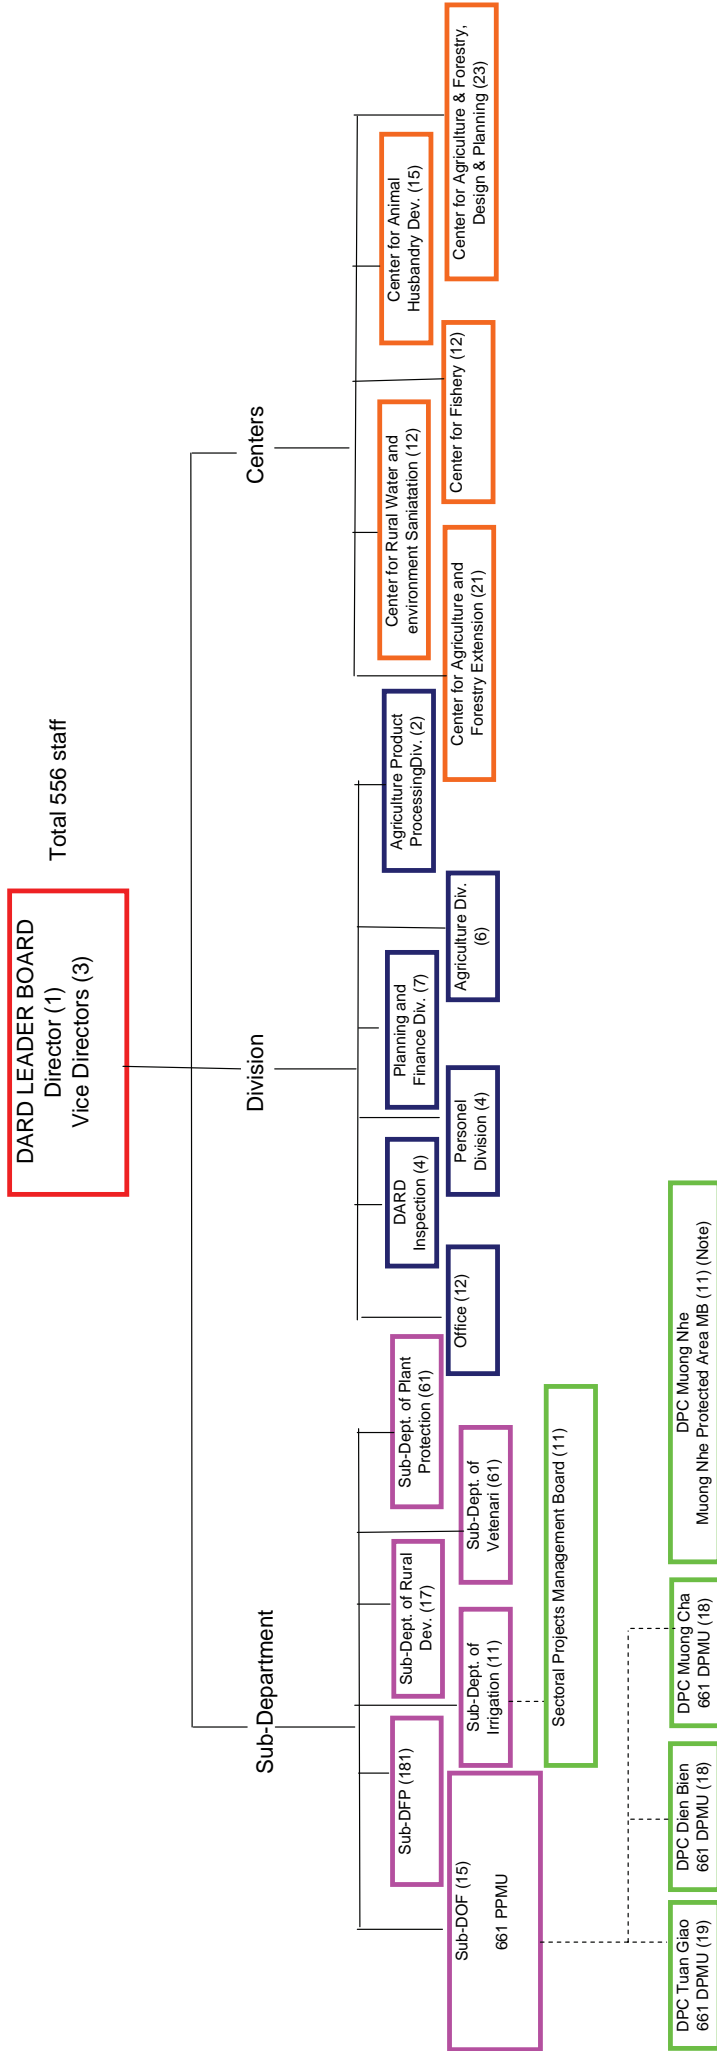 DARD LEADER BOARD
Director (1)
Vice Directors (3)
Total 556 staff
Sub-Department
Division
Centers
Sub-DFP (181)
Sub-Dept. of Rural
Dev. (17)
Sub-Dept. of Plant
Protection (61)
Sub-DOF (15)
661 PPMU
Sub-Dept. of
Irrigation (11)
Sub-Dept. of
Vetenari (61)
Sectoral Projects Management Board (11)
DARD
Inspection (4)
Planning and
Finance Div. (7)
Agriculture Product
ProcessingDiv. (2)
Office (12)
Personel
Division (4)
Agriculture Div.
(6)
Center for Rural Water and
environment Saniatation (12)
Center for Animal
Husbandry Dev. (15)
Center for Agriculture and
Forestry Extension (21)
Center for Fishery (12)
Center for Agriculture & Forestry,
Design & Planning (23)
DPC Tuan Giao
661 DPMU (19)
DPC Dien Bien
661 DPMU (18)
DPC Muong Cha
661 DPMU (18)
DPC Muong Nhe
Muong Nhe Protected Area MB (11) (Note)